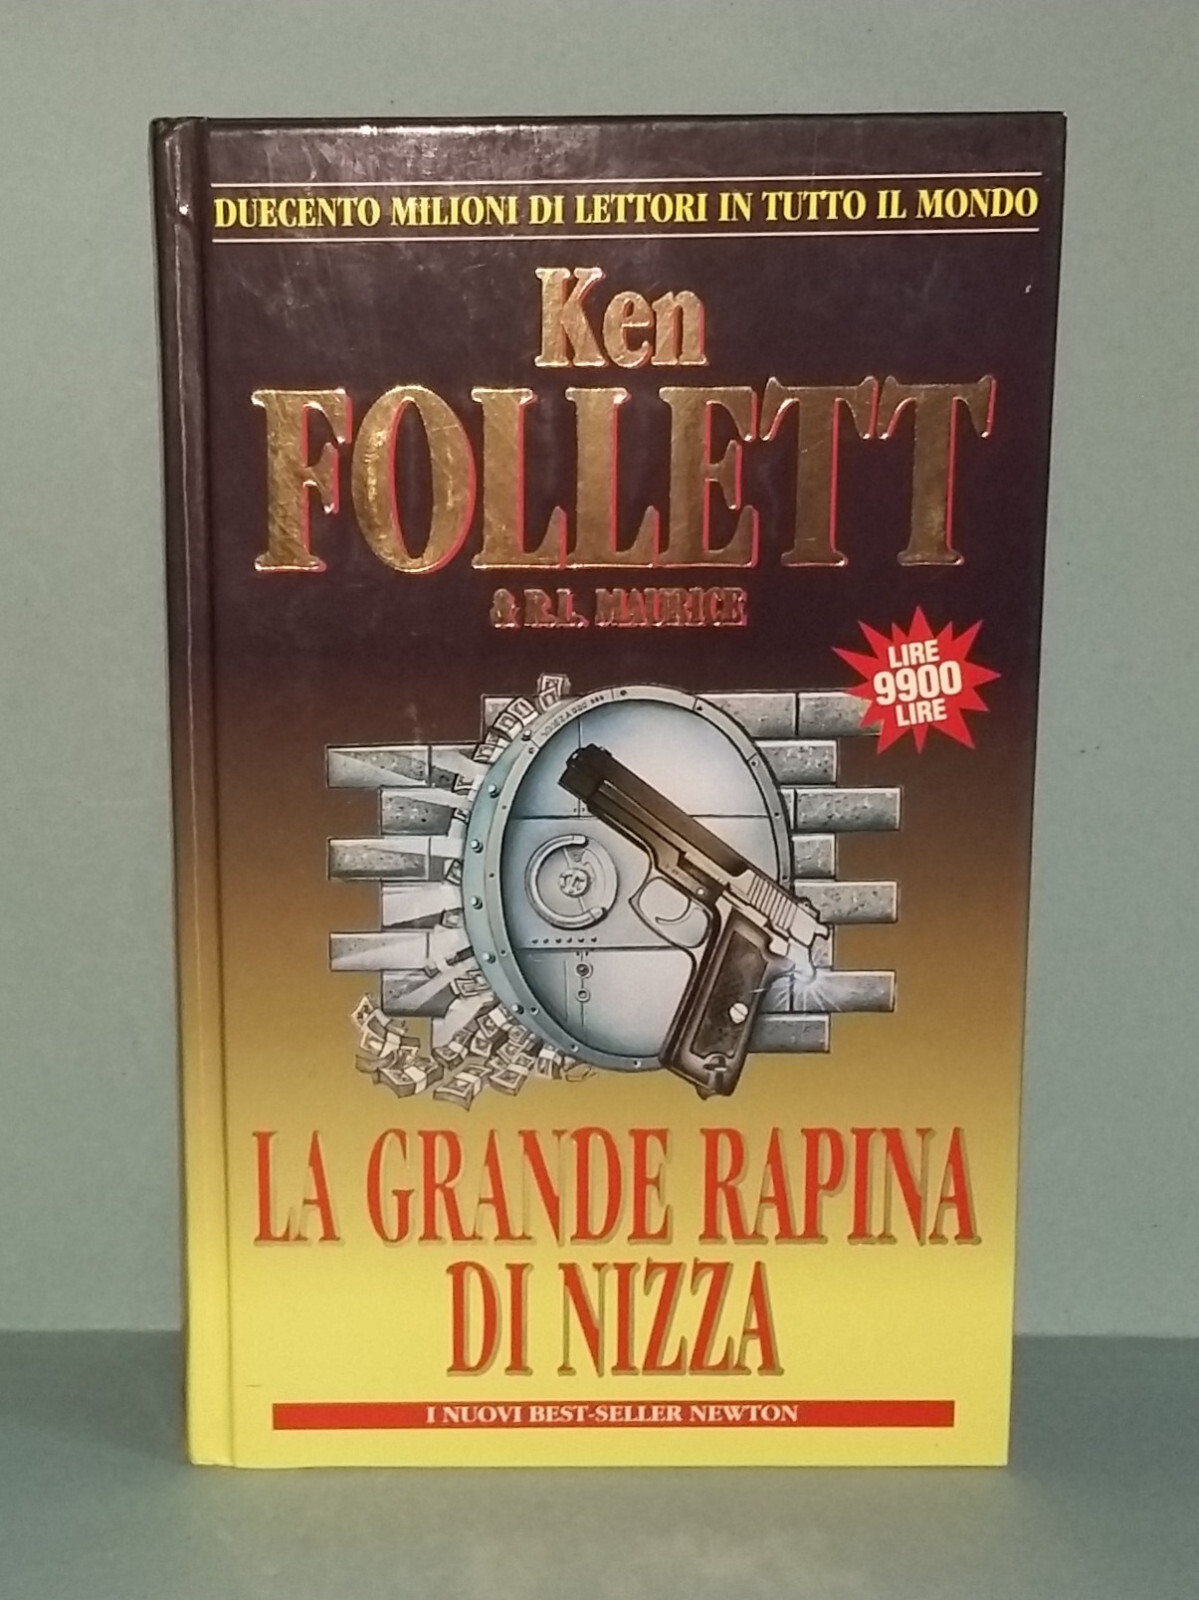 DUECENTO MILIONI DI LETTORI IN TUTTO IL MONDO
Ken
FOLLETT
& R.L. MAURICE
LIRE
9900
LIRE
LA GRANDE RAPINA
DI NIZZA
I NUOVI BEST-SELLER NEWTON